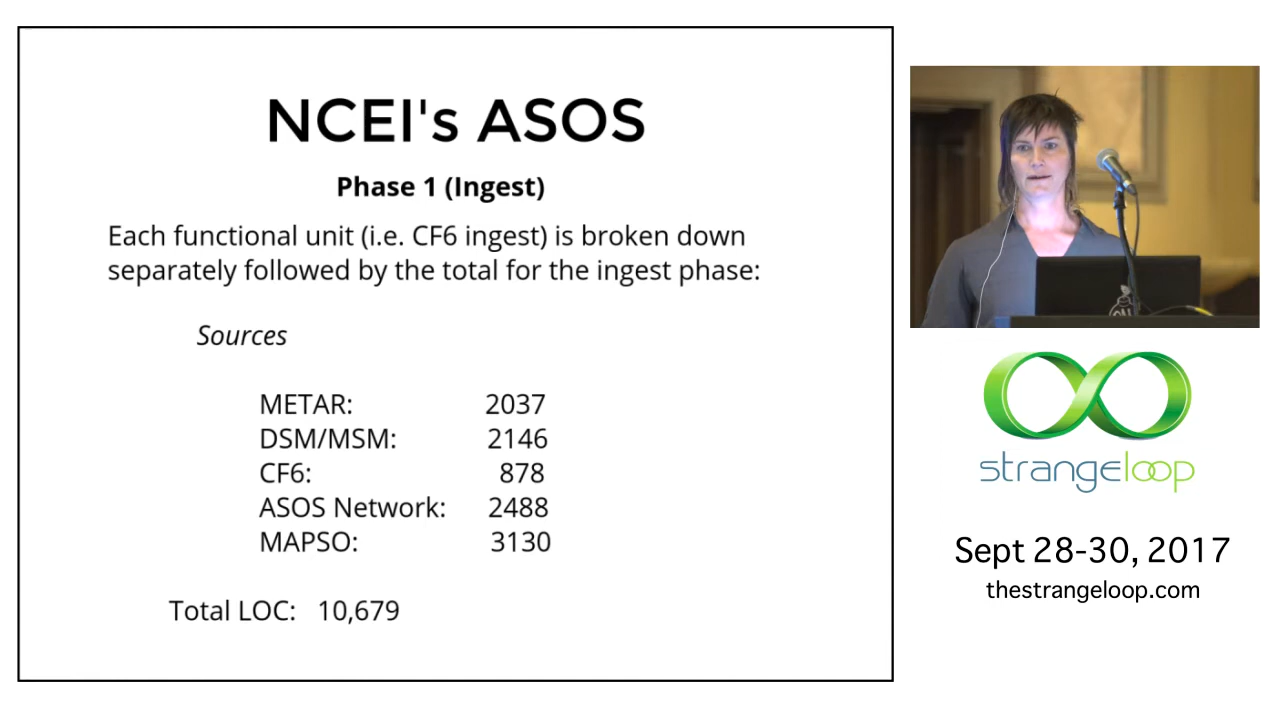 NCEI's ASOS
Phase 1 (Ingest)
Each functional unit (i.e. CF6 ingest) is broken down
separately followed by the total for the ingest phase:
Sources
METAR: 2037
DSM/MSM: 2146
CF6: 878
ASOS Network: 2488
MAPSO: 3130
Total LOC: 10,679
strangeloop
Sept 28-30, 2017
thestrangeloop.com